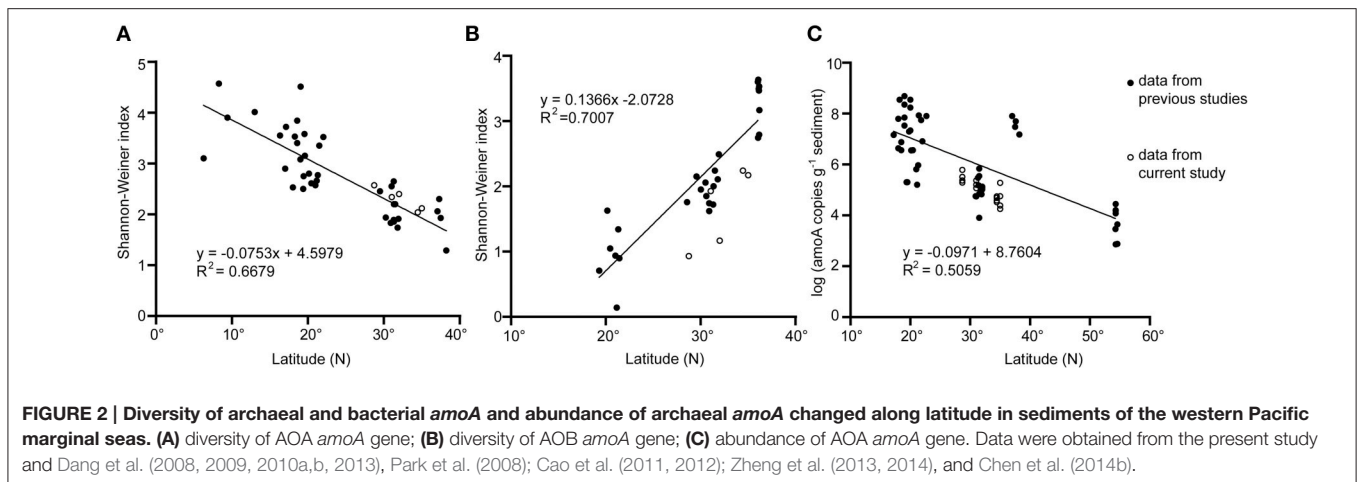 A
Shannon-Weiner index
5
4
3
2
1
0
y = -0.0753x + 4.5979
R² = 0.6679
0° 10° 20° 30° 40°
Latitude (N)
B
Shannon-Weiner index
4
3
2
1
0
y = 0.1366x -2.0728
R²=0.7007
10° 20° 30° 40°
Latitude (N)
C
log (amoA copies g⁻¹ sediment)
10
8
6
4
2
0
y = -0.0971 + 8.7604
R² = 0.5059
10° 20° 30° 40° 50° 60°
Latitude (N)
data from
previous studies
data from
current study
FIGURE 2 | Diversity of archaeal and bacterial amoA and abundance of archaeal amoA changed along latitude in sediments of the western Pacific
marginal seas. (A) diversity of AOA amoA gene; (B) diversity of AOB amoA gene; (C) abundance of AOA amoA gene. Data were obtained from the present study
and Dang et al. (2008, 2009, 2010a,b, 2013), Park et al. (2008); Cao et al. (2011, 2012); Zheng et al. (2013, 2014), and Chen et al. (2014b).